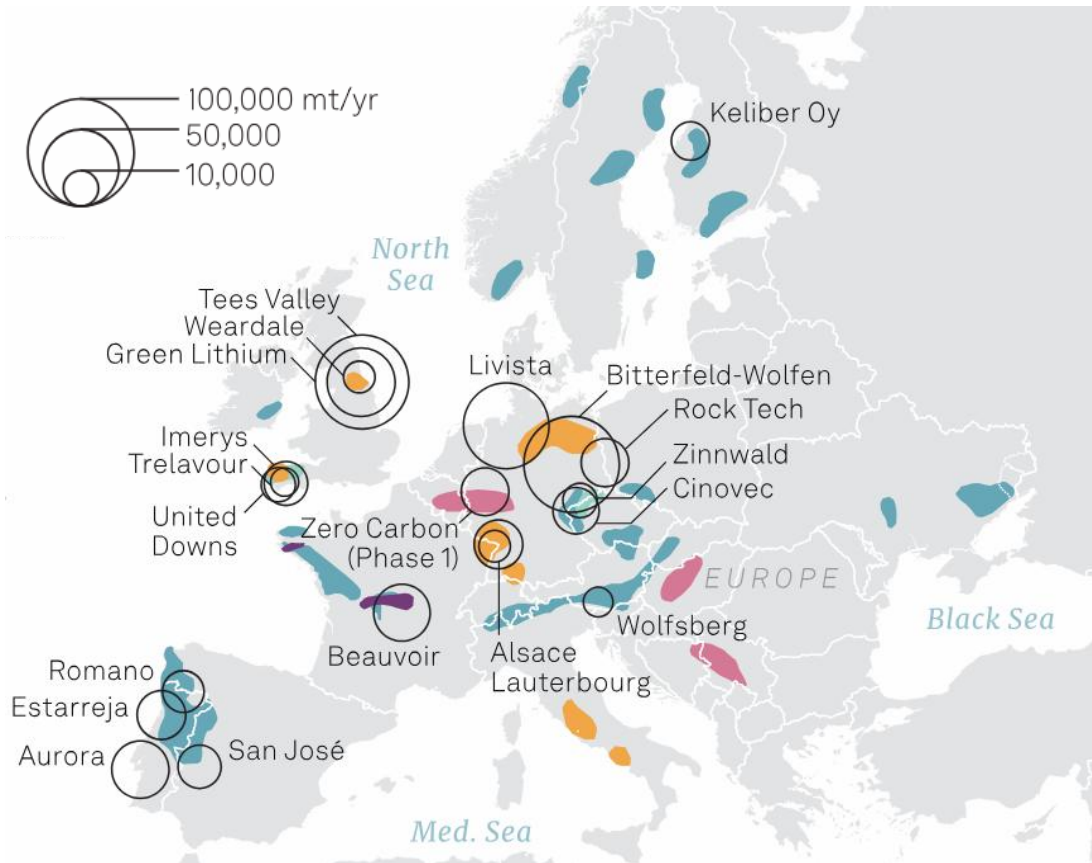 100,000 mt/yr
50,000
10,000
Keliber Oy
North
Sea
Tees Valley
Weardale
Green Lithium
Livista
Bitterfeld-Wolfen
Rock Tech
Imerys
Trelavour
Zinnwald
Cinovec
United
Downs
Zero Carbon
(Phase 1)
EUROPE
Black Sea
Beauvoir
Wolfsberg
Alsace
Lauterbourg
Romano
Estarreja
Aurora
San José
Med. Sea